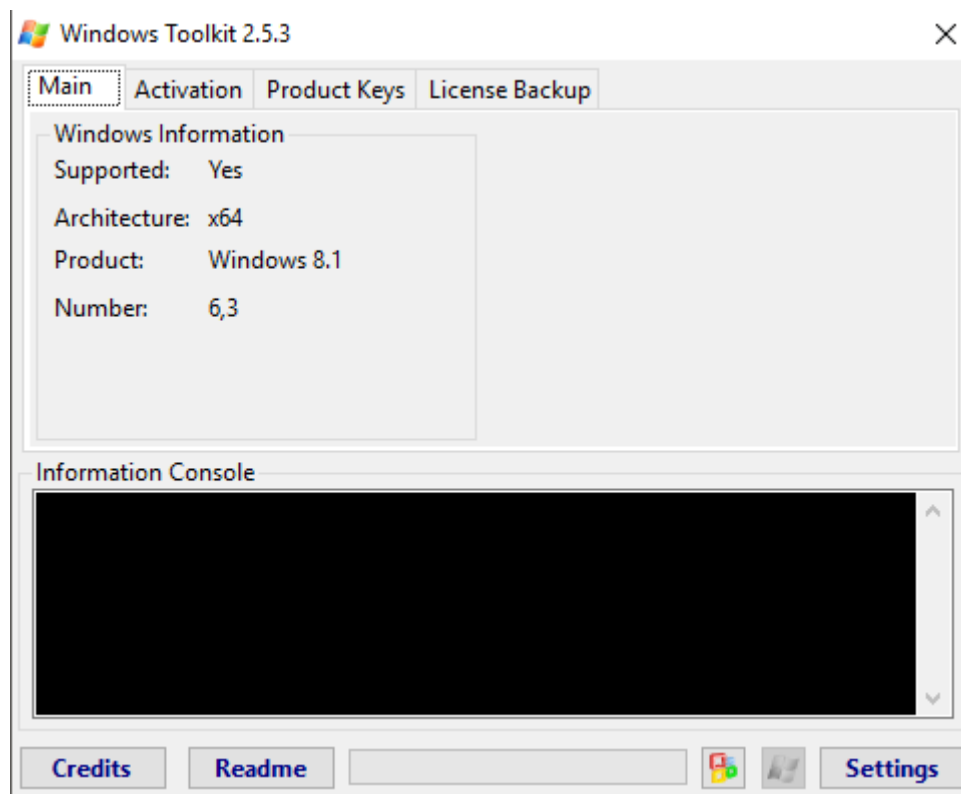 Windows Toolkit 2.5.3
Main Activation Product Keys License Backup
Windows Information
Supported: Yes
Architecture: x64
Product: Windows 8.1
Number: 6,3
Information Console
Credits Readme Settings